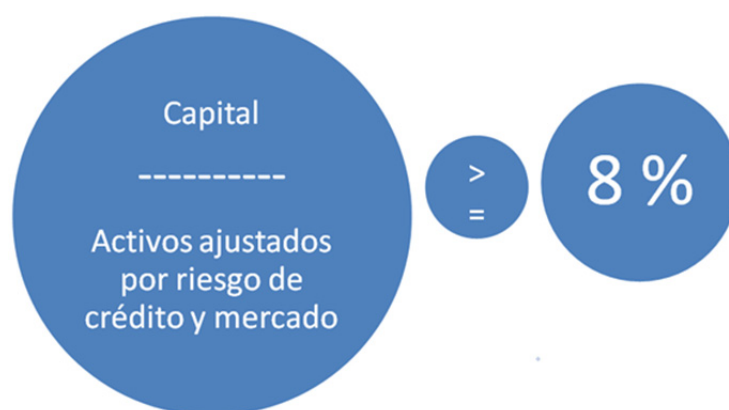 Capital
----------
Activos ajustados
por riesgo de
crédito y mercado
>
=
8 %